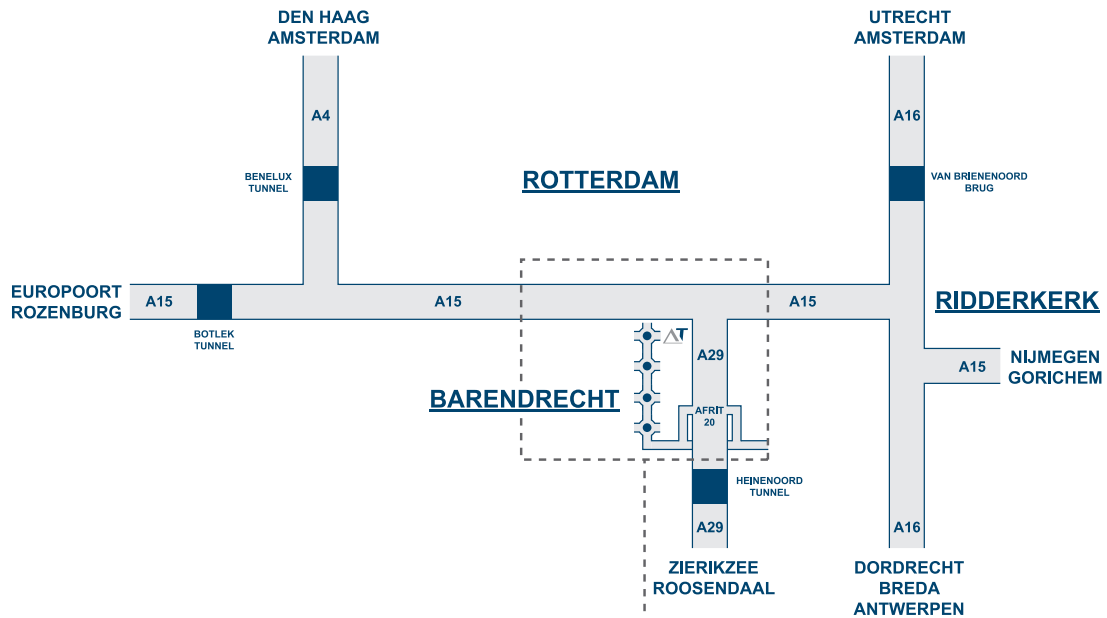 DEN HAAG
AMSTERDAM
UTRECHT
AMSTERDAM
A4
A16
BENELUX
TUNNEL
ROTTERDAM
VAN BRIENENOORD
BRUG
EUROPOORT
ROZENBURG
A15
A15
A15
RIDDERKERK
BOTLEK
TUNNEL
AT
A29
A15
NIJMEGEN
GORICHEM
BARENDRECHT
AFRIT
20
HEINENOORD
TUNNEL
A29
A16
ZIERIKZEE
ROOSENDAAL
DORDRECHT
BREDA
ANTWERPEN